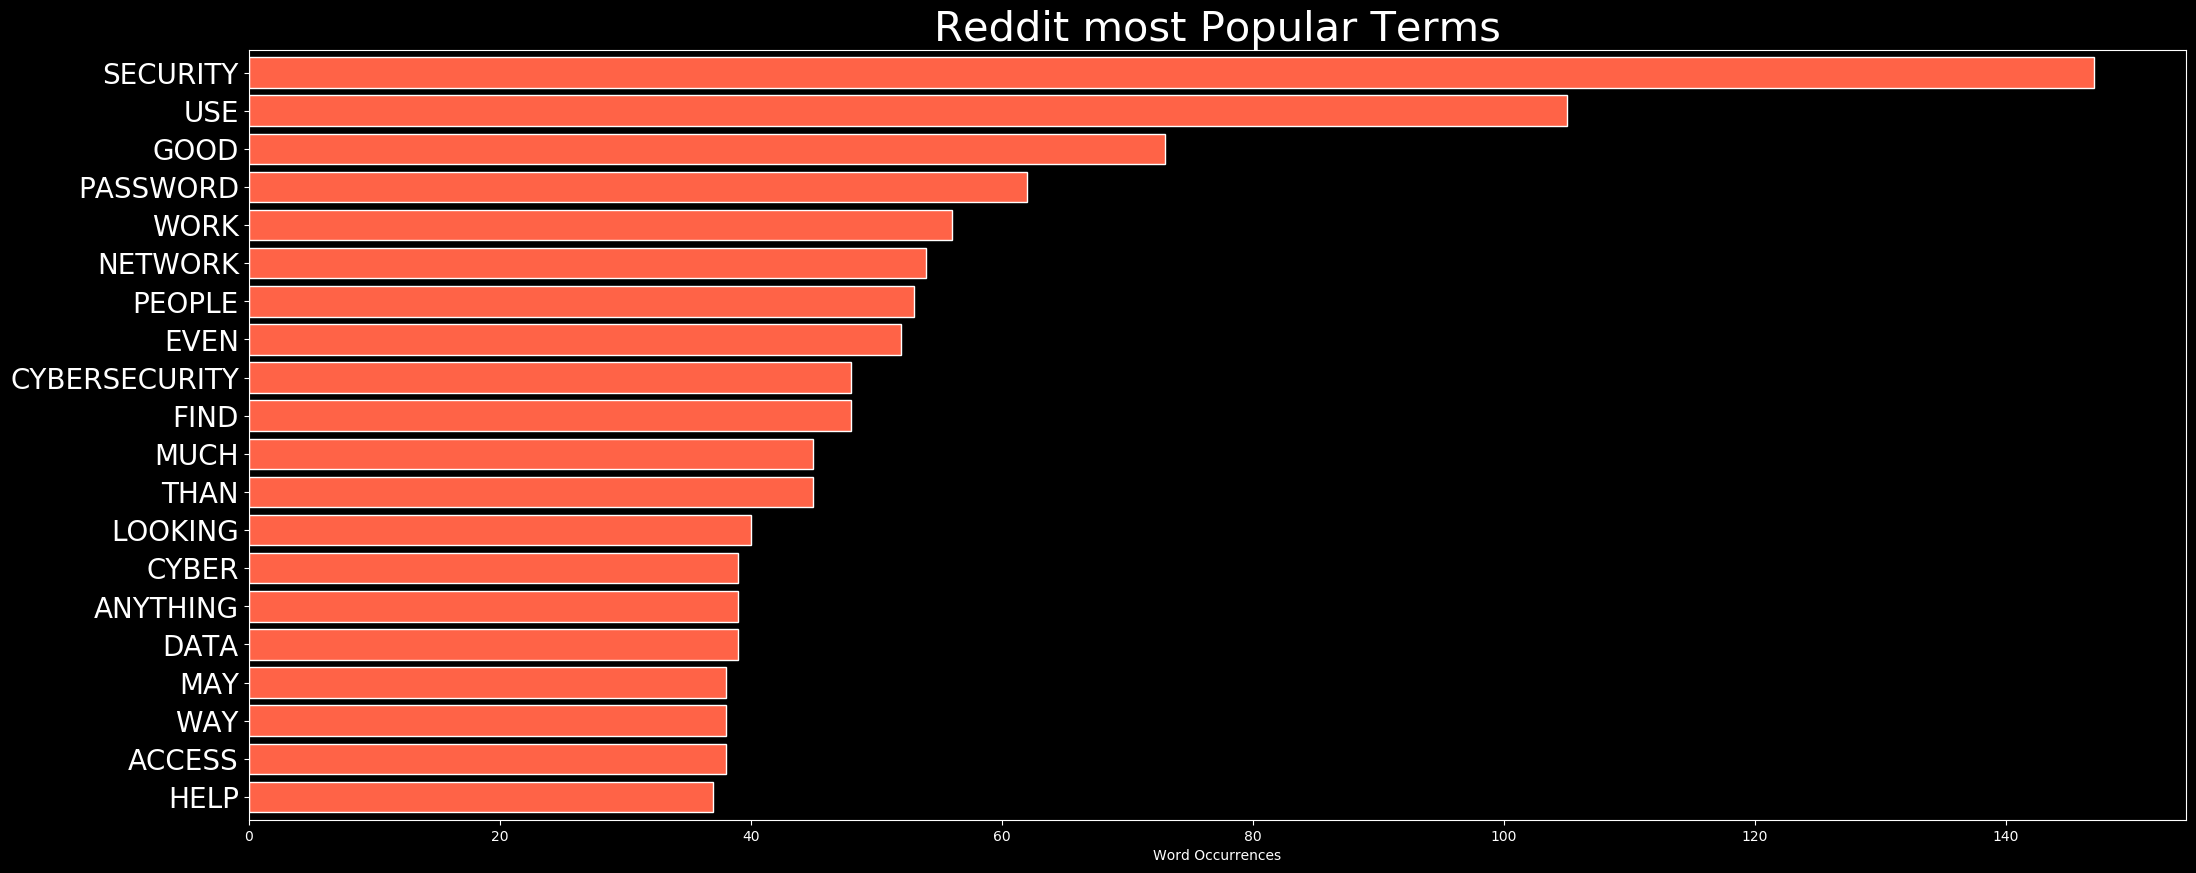 Reddit most Popular Terms
SECURITY
USE
GOOD
PASSWORD
WORK
NETWORK
PEOPLE
EVEN
CYBERSECURITY
FIND
MUCH
THAN
LOOKING
CYBER
ANYTHING
DATA
MAY
WAY
ACCESS
HELP
0 20 40 60 80 100 120 140
Word Occurrences